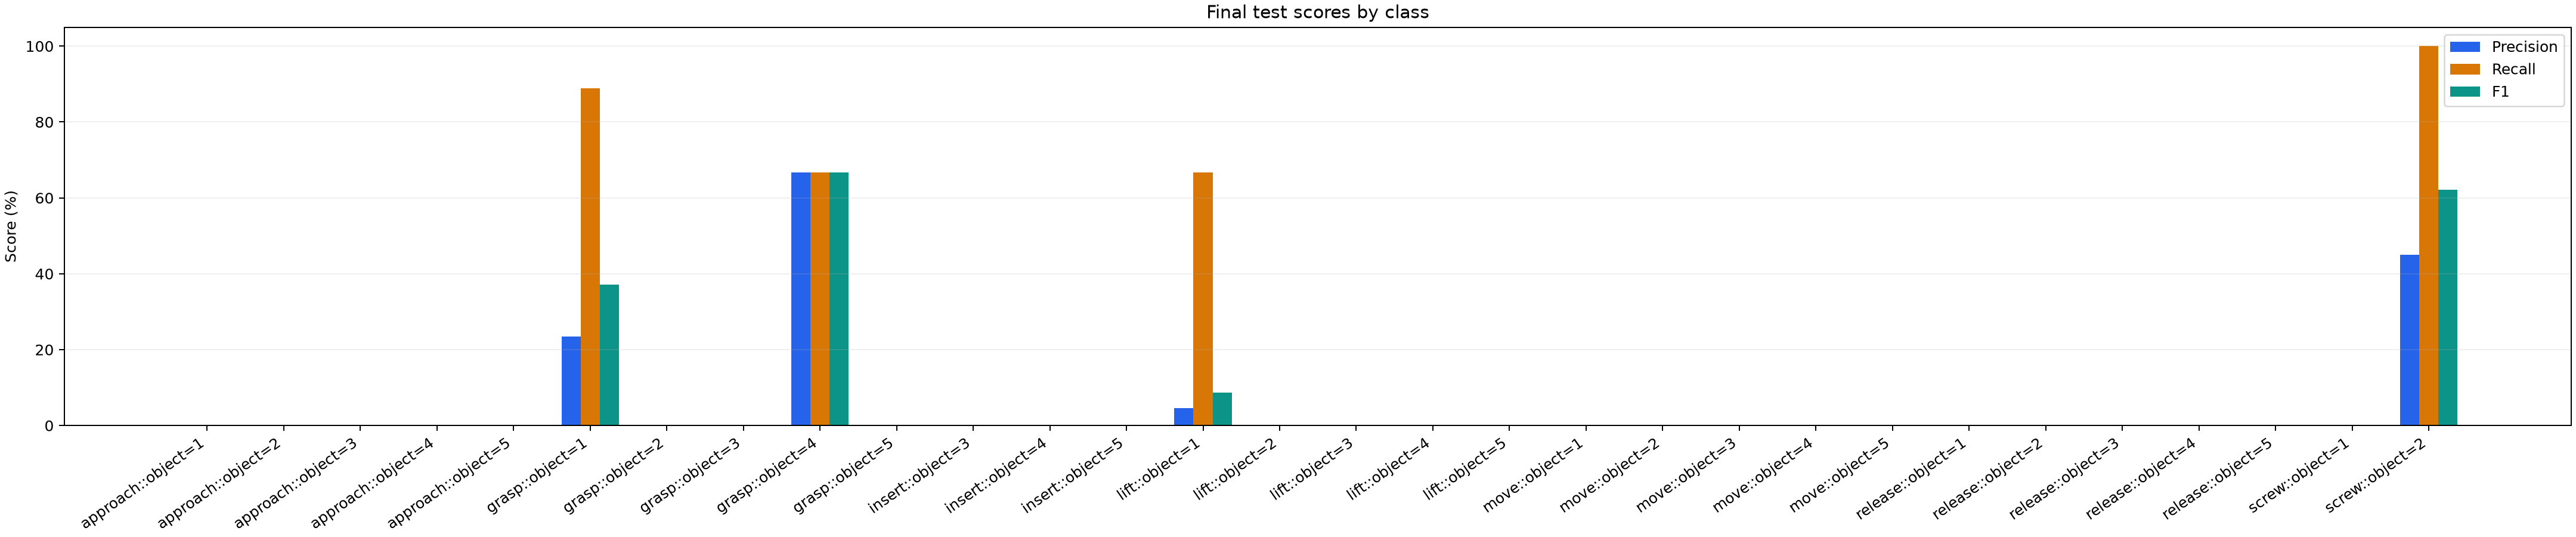 Final test scores by class
Score (%)
100
80
60
40
20
0
Precision
Recall
F1
approach::object=1
approach::object=2
approach::object=3
approach::object=4
approach::object=5
grasp::object=1
grasp::object=2
grasp::object=3
grasp::object=4
grasp::object=5
insert::object=3
insert::object=4
insert::object=5
lift::object=1
lift::object=2
lift::object=3
lift::object=4
lift::object=5
move::object=1
move::object=2
move::object=3
move::object=4
move::object=5
release::object=1
release::object=2
release::object=3
release::object=4
release::object=5
screw::object=1
screw::object=2